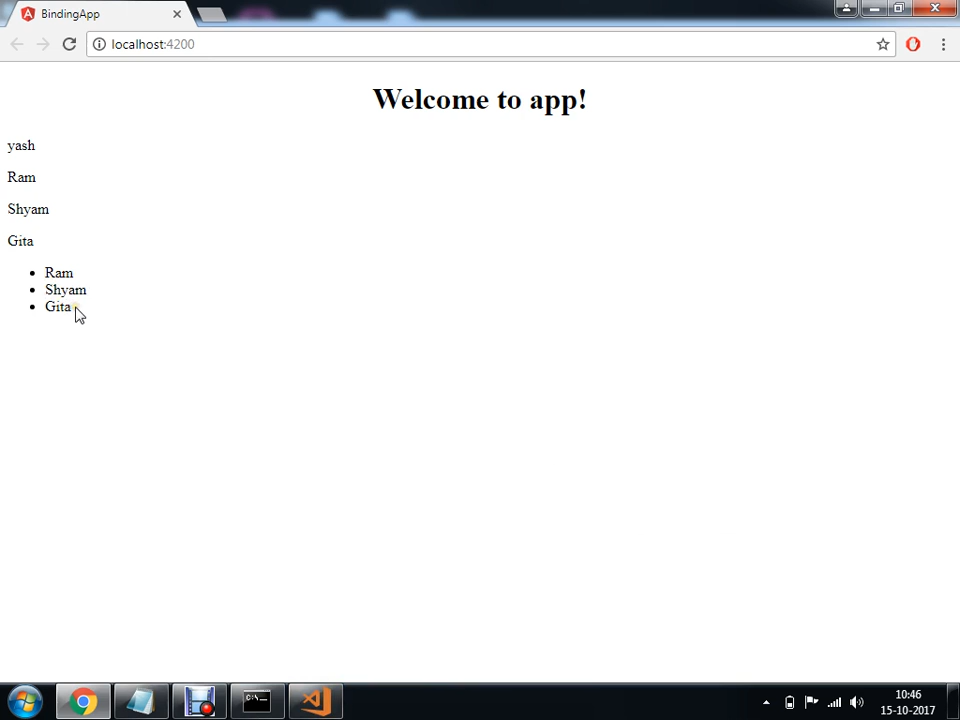 BindingApp
localhost:4200
Welcome to app!
yash
Ram
Shyam
Gita
Ram
Shyam
Gita
C:\_
10:46
15-10-2017